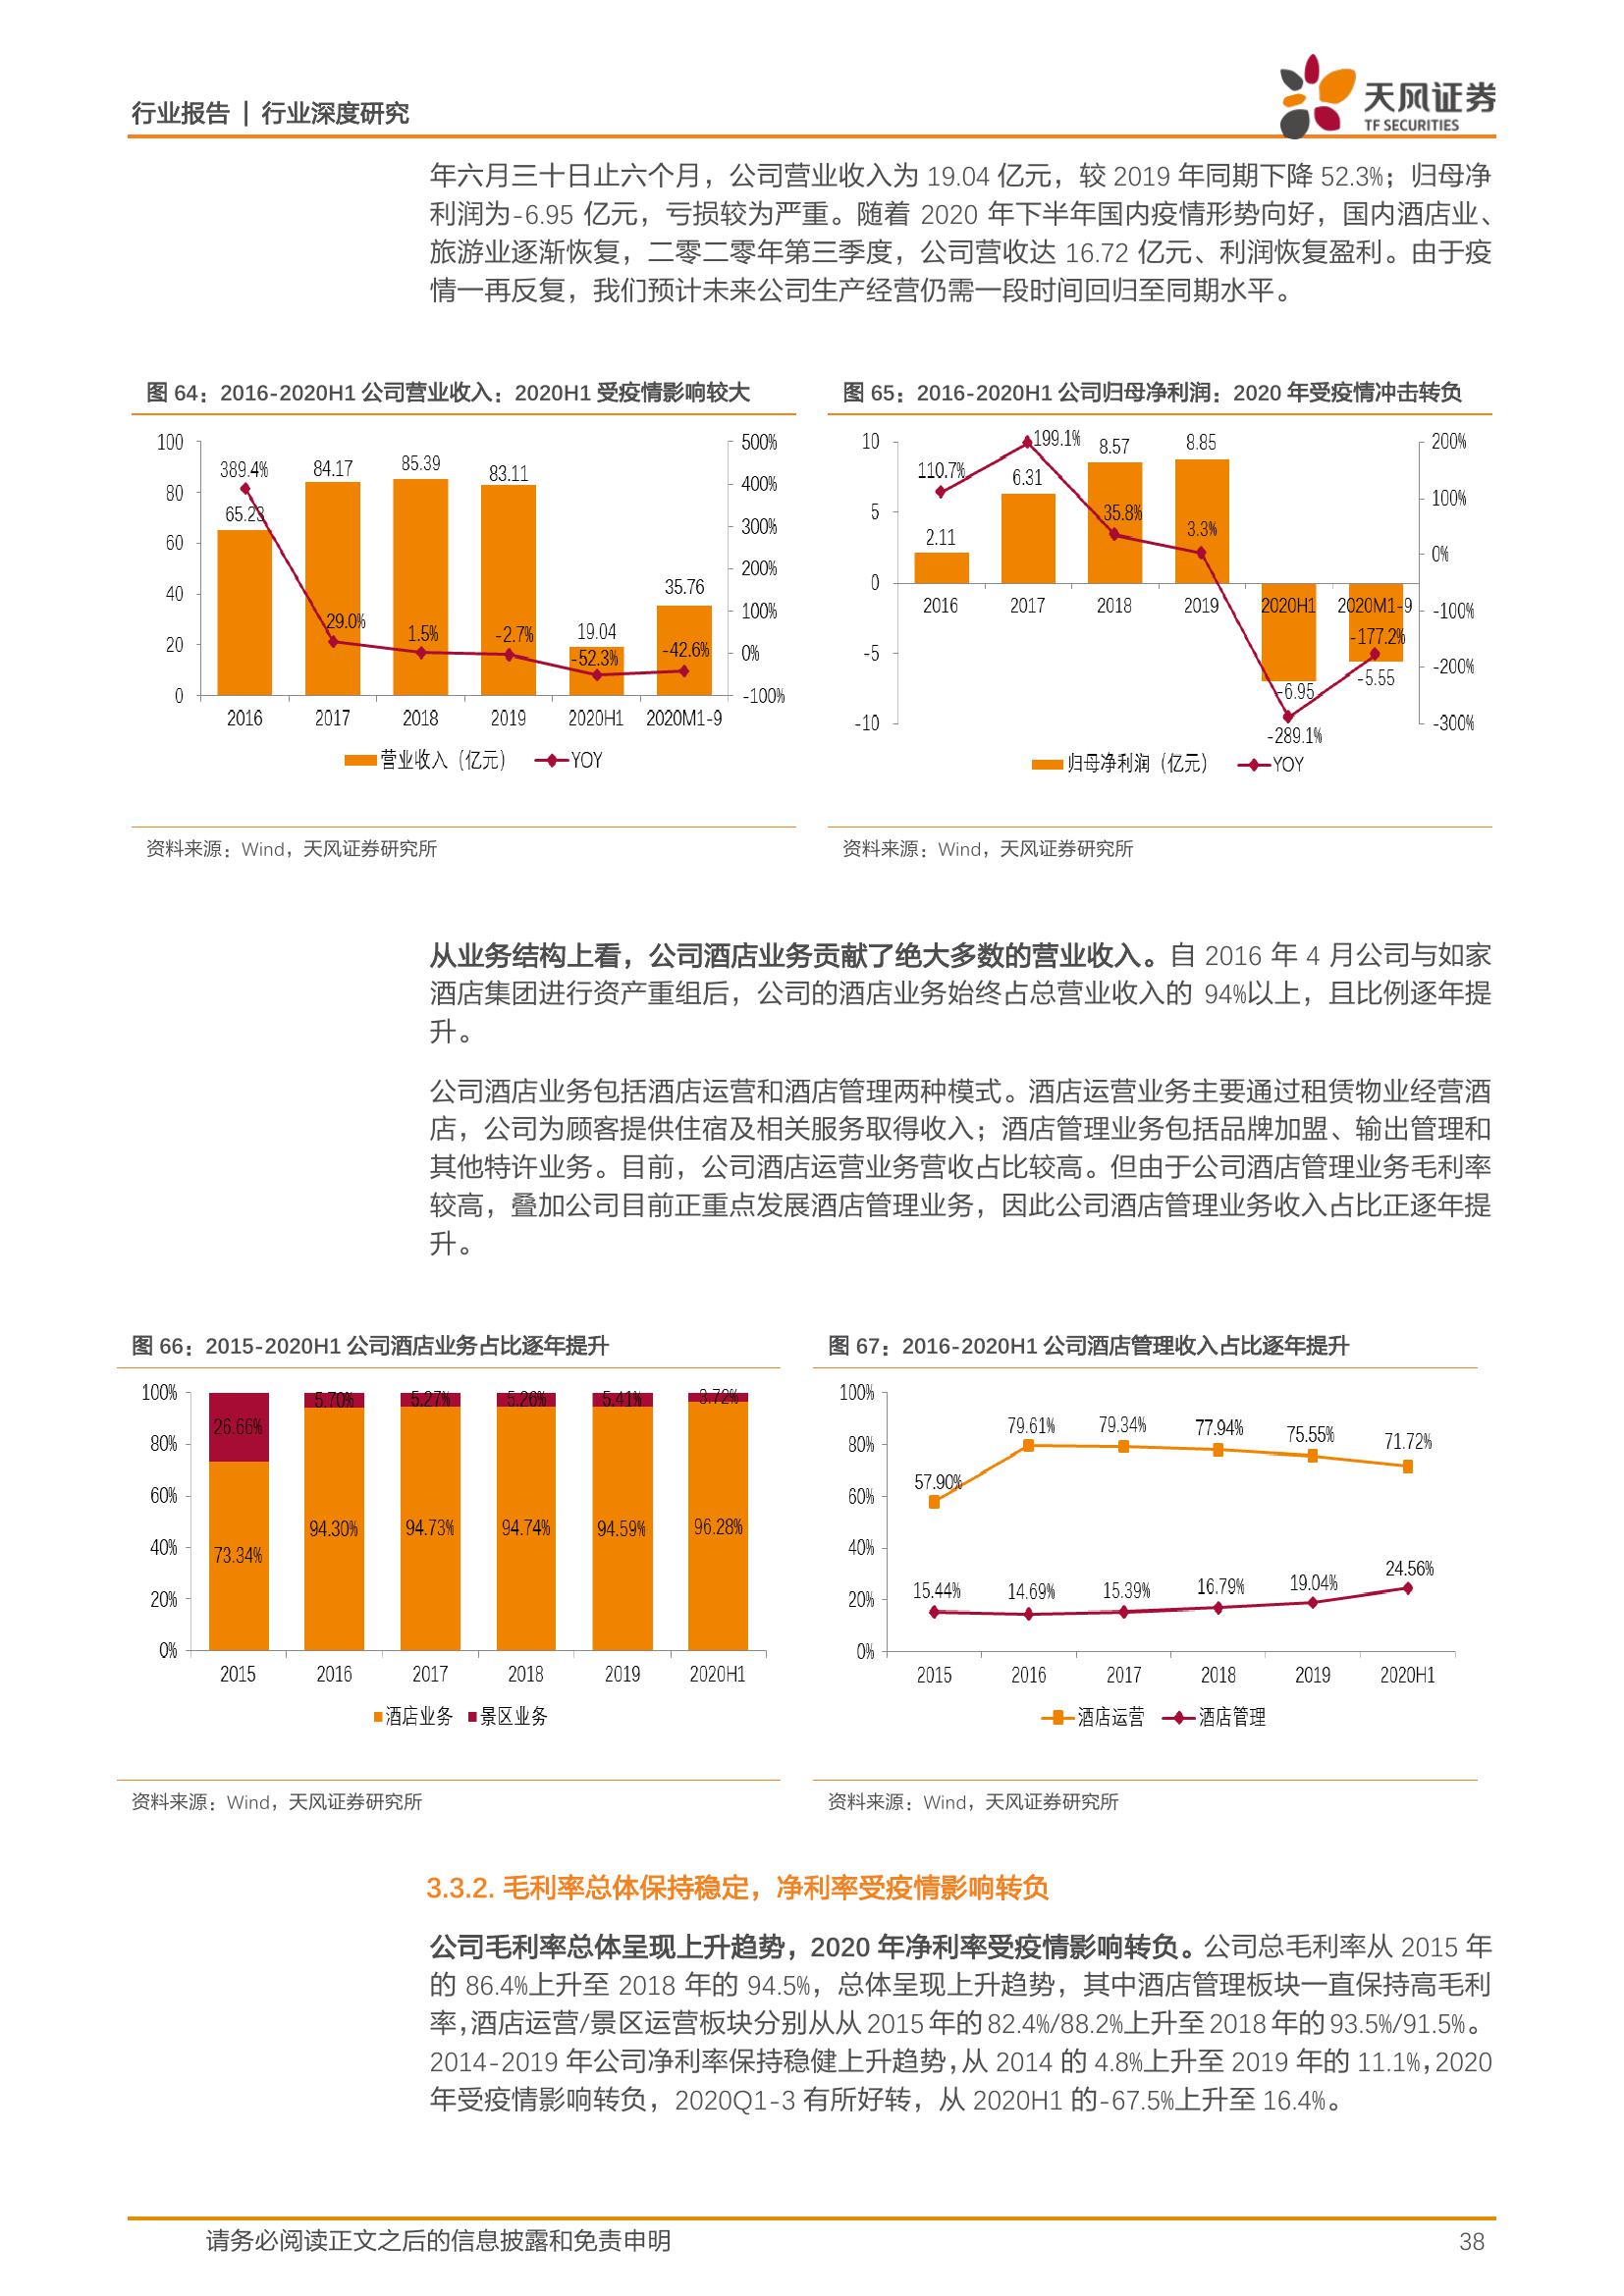 行业报告 | 行业深度研究
天风证券
TF SECURITIES
年六月三十日止六个月，公司营业收入为 19.04 亿元，较 2019 年同期下降 52.3%；归母净
利润为-6.95 亿元，亏损较为严重。随着 2020 年下半年国内疫情形势向好，国内酒店业、
旅游业逐渐恢复，二零二零年第三季度，公司营收达 16.72 亿元、利润恢复盈利。由于疫
情一再反复，我们预计未来公司生产经营仍需一段时间回归至同期水平。
图 64：2016-2020H1 公司营业收入：2020H1 受疫情影响较大
100
80
60
40
20
0
500%
400%
300%
200%
100%
0%
-100%
389.4%
65.23
84.17
29.0%
85.39
1.5%
83.11
-2.7%
19.04
-52.3%
35.76
-42.6%
2016 2017 2018 2019 2020H1 2020M1-9
营业收入（亿元） YOY
资料来源：Wind，天风证券研究所
图 65：2016-2020H1 公司归母净利润：2020 年受疫情冲击转负
10
5
0
-5
-10
200%
100%
0%
-100%
-200%
-300%
110.7%
2.11
199.1%
6.31
8.57
35.8%
8.85
3.3%
2016 2017 2018 2019 2020H1 2020M1-9
-6.95
-289.1%
-177.2%
-5.55
归母净利润（亿元） YOY
资料来源：Wind，天风证券研究所
从业务结构上看，公司酒店业务贡献了绝大多数的营业收入。自 2016 年 4 月公司与如家
酒店集团进行资产重组后，公司的酒店业务始终占总营业收入的 94%以上，且比例逐年提
升。
公司酒店业务包括酒店运营和酒店管理两种模式。酒店运营业务主要通过租赁物业经营酒
店，公司为顾客提供住宿及相关服务取得收入；酒店管理业务包括品牌加盟、输出管理和
其他特许业务。目前，公司酒店运营业务营收占比较高。但由于公司酒店管理业务毛利率
较高，叠加公司目前正重点发展酒店管理业务，因此公司酒店管理业务收入占比正逐年提
升。
图 66：2015-2020H1 公司酒店业务占比逐年提升
100%
80%
60%
40%
20%
0%
26.66% 5.70% 5.27% 5.26% 5.41% 3.72%
73.34% 94.30% 94.73% 94.74% 94.59% 96.28%
2015 2016 2017 2018 2019 2020H1
酒店业务 景区业务
资料来源：Wind，天风证券研究所
图 67：2016-2020H1 公司酒店管理收入占比逐年提升
100%
80%
60%
40%
20%
0%
57.90% 79.61% 79.34% 77.94% 75.55% 71.72%
15.44% 14.69% 15.39% 16.79% 19.04% 24.56%
2015 2016 2017 2018 2019 2020H1
酒店运营 酒店管理
资料来源：Wind，天风证券研究所
3.3.2. 毛利率总体保持稳定，净利率受疫情影响转负
公司毛利率总体呈现上升趋势，2020 年净利率受疫情影响转负。公司总毛利率从 2015 年
的 86.4%上升至 2018 年的 94.5%，总体呈现上升趋势，其中酒店管理板块一直保持高毛利
率，酒店运营/景区运营板块分别从从 2015 年的 82.4%/88.2%上升至 2018 年的 93.5%/91.5%。
2014-2019 年公司净利率保持稳健上升趋势，从 2014 的 4.8%上升至 2019 年的 11.1%，2020
年受疫情影响转负，2020Q1-3 有所好转，从 2020H1 的-67.5%上升至 16.4%。
请务必阅读正文之后的信息披露和免责申明
38